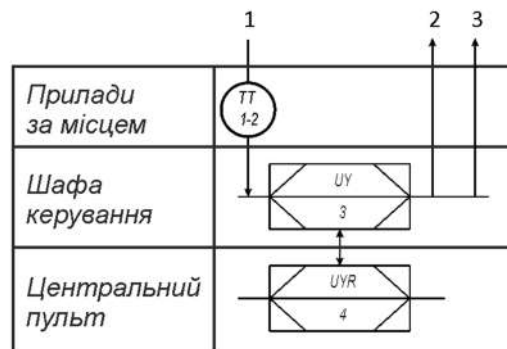 1 2 3
Прилади
за місцем
TT
1-2
Шафа
керування
UY
3
Центральний
пульт
UYR
4